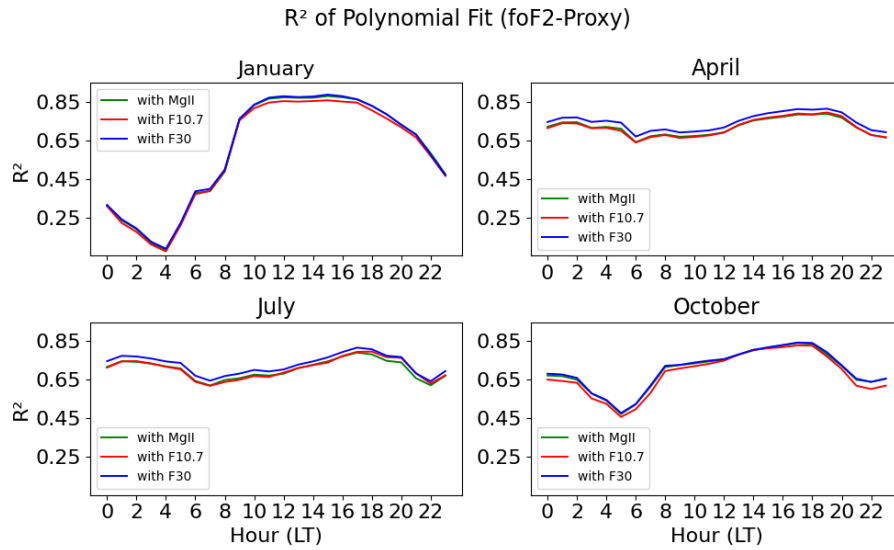 R² of Polynomial Fit (foF2-Proxy)
January
R²
0.85
0.65
0.45
0.25
with MgII
with F10.7
with F30
0 2 4 6 8 10 12 14 16 18 20 22
April
0.85
0.65
0.45
0.25
with MgII
with F10.7
with F30
0 2 4 6 8 10 12 14 16 18 20 22
July
R²
0.85
0.65
0.45
0.25
with MgII
with F10.7
with F30
0 2 4 6 8 10 12 14 16 18 20 22
Hour (LT)
October
0.85
0.65
0.45
0.25
with MgII
with F10.7
with F30
0 2 4 6 8 10 12 14 16 18 20 22
Hour (LT)